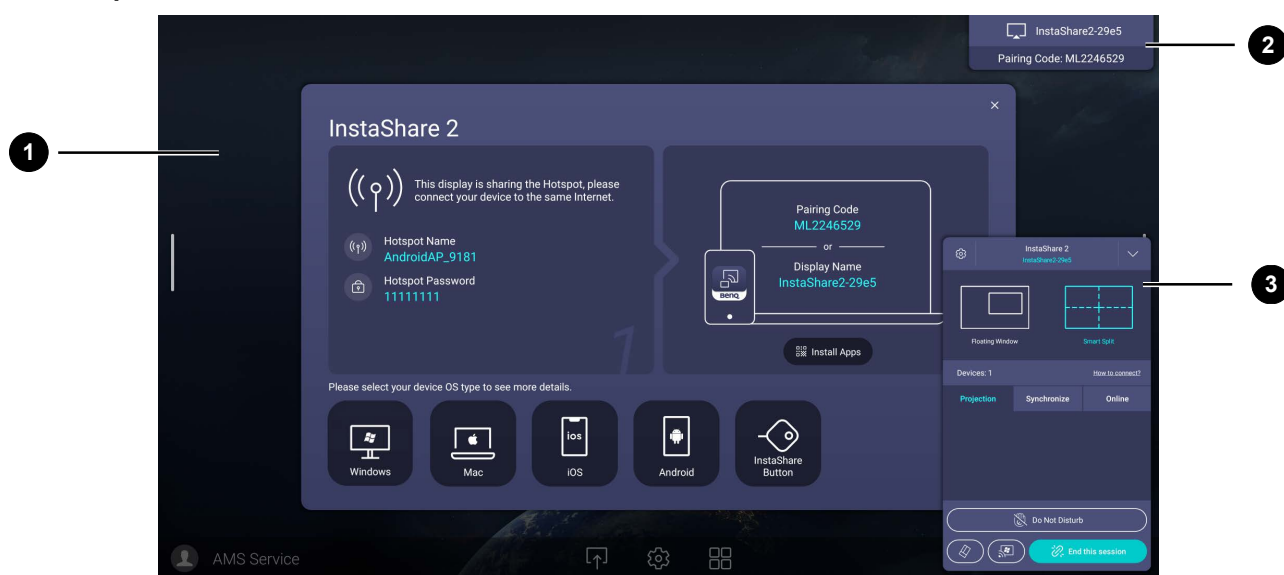 InstaShare2-29e5
Pairing Code: ML2246529
2
1
InstaShare 2
This display is sharing the Hotspot, please
connect your device to the same Internet.
Hotspot Name
AndroidAP_9181
Hotspot Password
11111111
1
Pairing Code
ML2246529
or
Display Name
InstaShare2-29e5
BenQ
Install Apps
Please select your device OS type to see more details.
Windows
Mac
ios
iOS
Android
InstaShare
Button
InstaShare 2
InstaShare2-29e5
3
Floating Window
Smart Split
Devices: 1
How to connect?
Projection
Synchronize
Online
Do Not Disturb
End this session
AMS Service